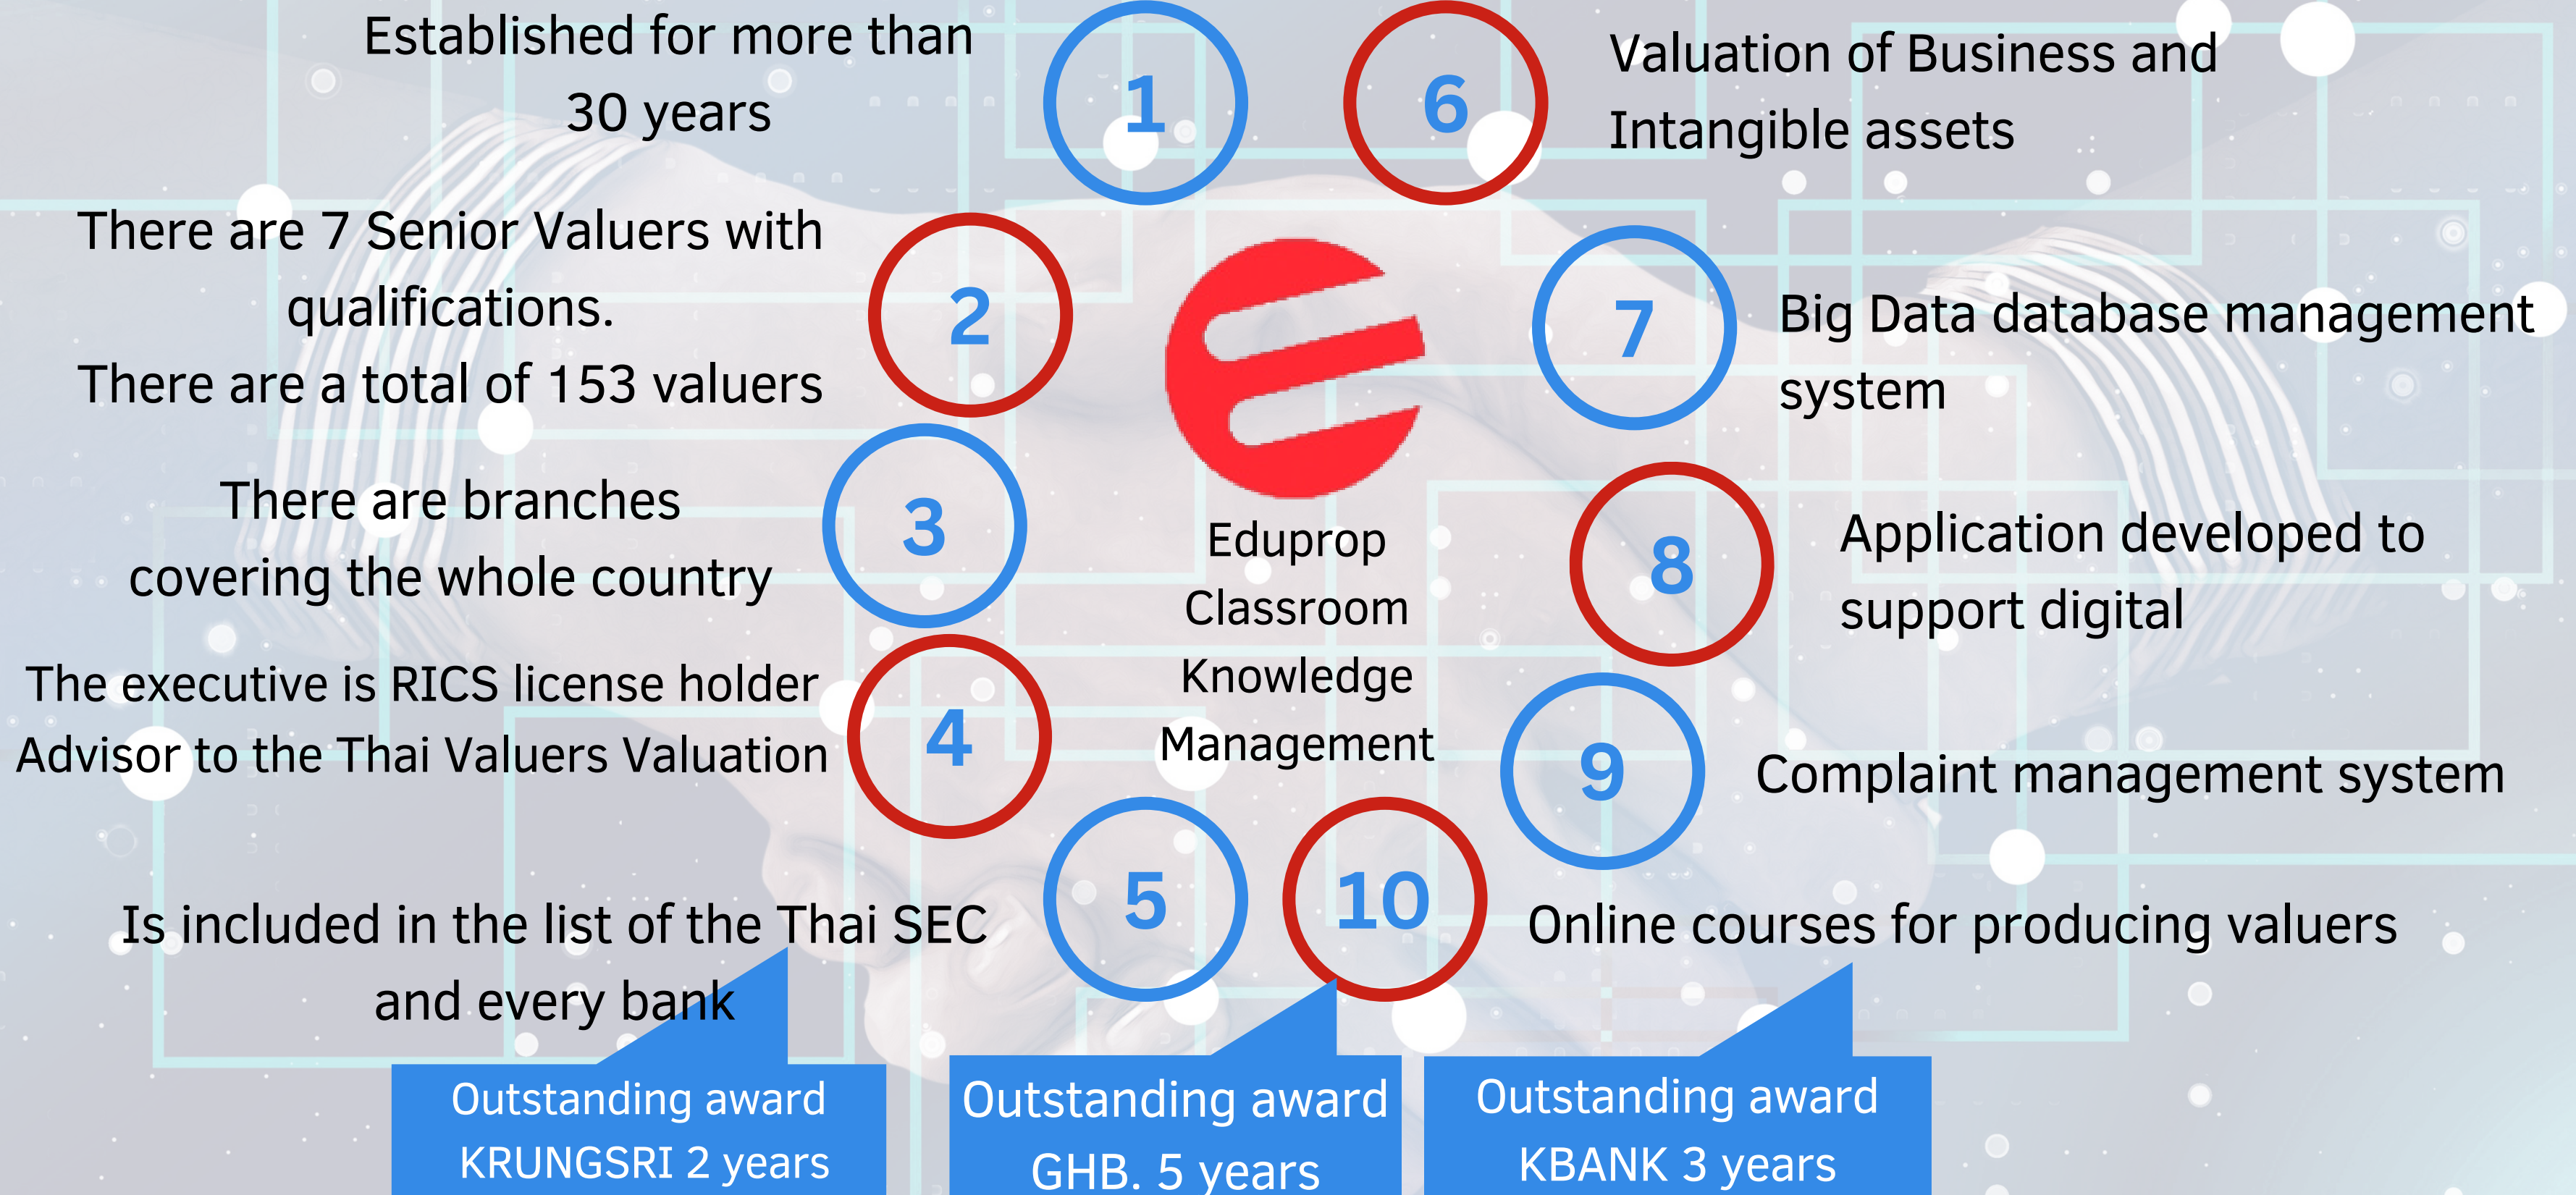 Established for more than
30 years
1
There are 7 Senior Valuers with
qualifications.
There are a total of 153 valuers
2
There are branches
covering the whole country
3
The executive is RICS license holder
Advisor to the Thai Valuers Valuation
4
Is included in the list of the Thai SEC
and every bank
5
Eduprop
Classroom
Knowledge
Management
6
Valuation of Business and
Intangible assets
7
Big Data database management
system
8
Application developed to
support digital
9
Complaint management system
10
Online courses for producing valuers
Outstanding award
KRUNGSRI 2 years
Outstanding award
GHB. 5 years
Outstanding award
KBANK 3 years